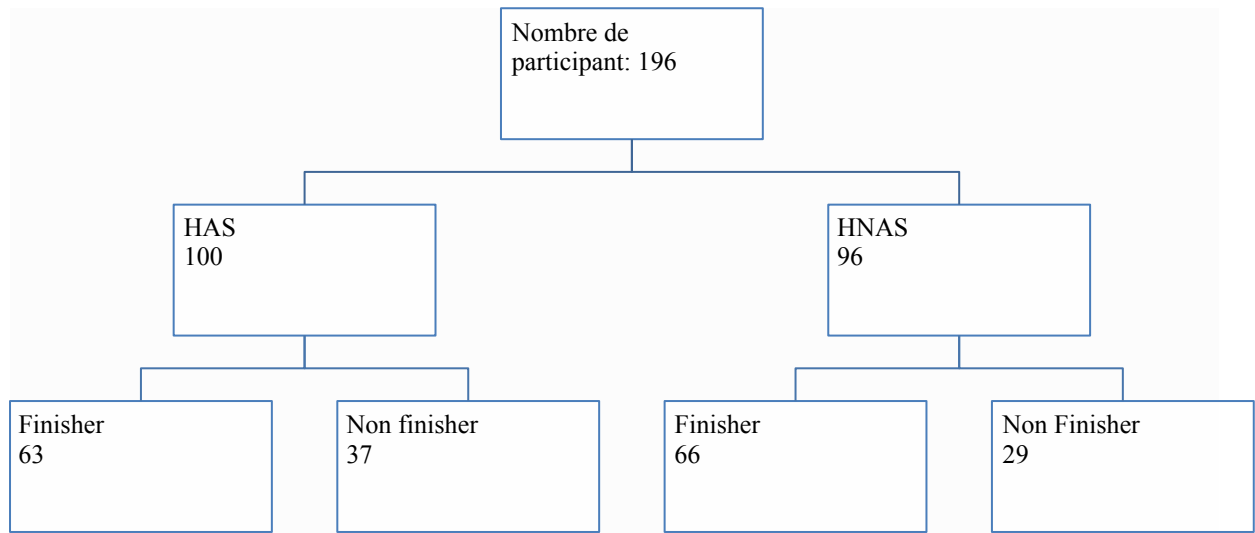 Nombre de
participant: 196
HAS
100
HNAS
96
Finisher
63
Non finisher
37
Finisher
66
Non Finisher
29